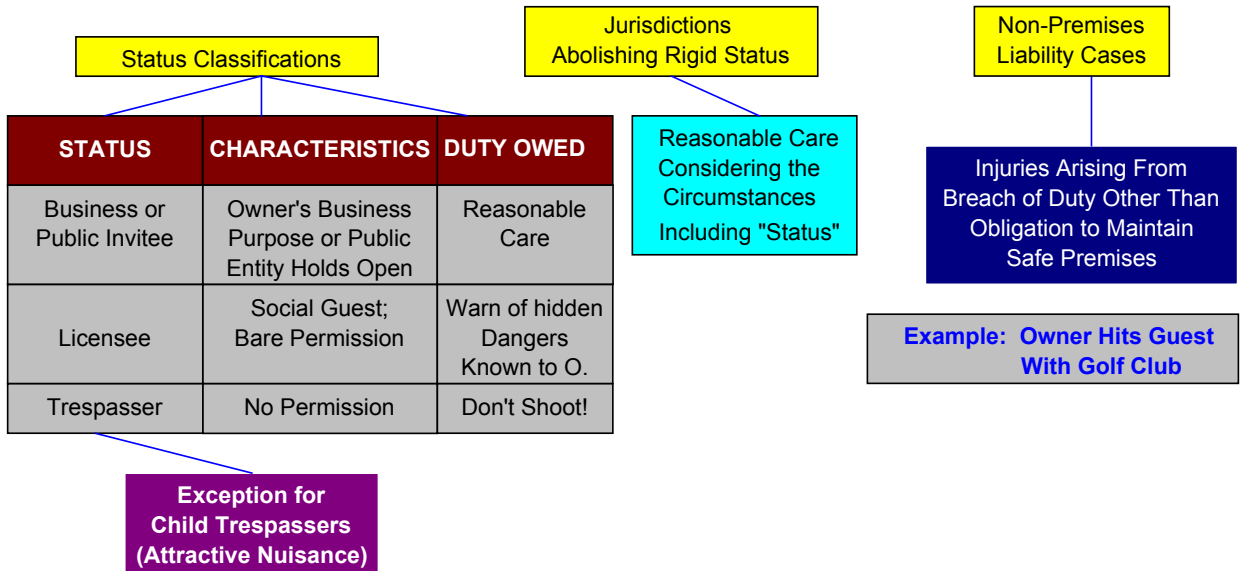 Status Classifications
Jurisdictions
Abolishing Rigid Status
Non-Premises
Liability Cases
STATUS
CHARACTERISTICS
DUTY OWED
Business or
Public Invitee
Owner's Business
Purpose or Public
Entity Holds Open
Reasonable
Care
Licensee
Social Guest;
Bare Permission
Warn of hidden
Dangers
Known to O.
Trespasser
No Permission
Don't Shoot!
Exception for
Child Trespassers
(Attractive Nuisance)
Reasonable Care
Considering the
Circumstances
Including "Status"
Injuries Arising From
Breach of Duty Other Than
Obligation to Maintain
Safe Premises
Example: Owner Hits Guest
With Golf Club